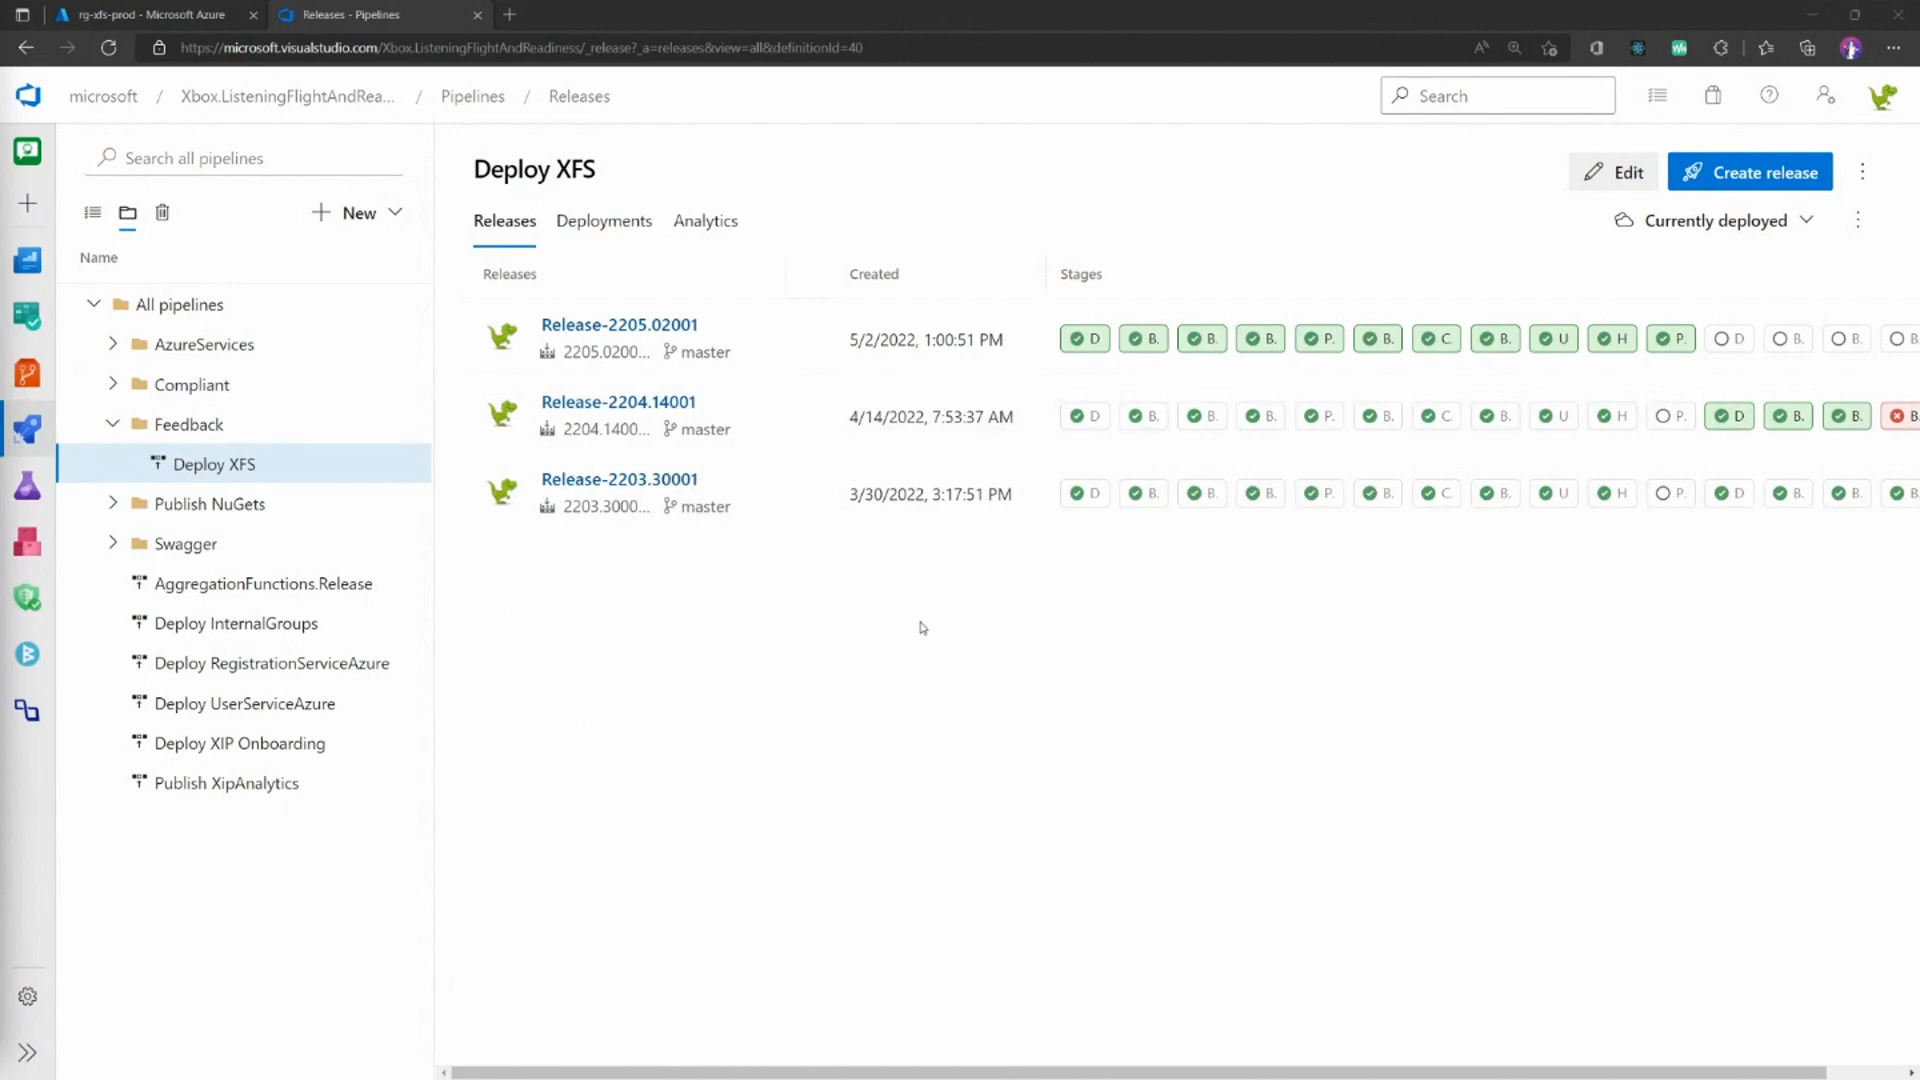 rg-xfs-prod - Microsoft Azure
Releases - Pipelines
https://microsoft.visualstudio.com/Xbox.ListeningFlightAndReadiness/_release?_a=releases&view=all&definitionId=40
microsoft / Xbox.ListeningFlightAndRea... / Pipelines / Releases
Search
Search all pipelines
New
Name
All pipelines
AzureServices
Compliant
Feedback
Deploy XFS
Publish NuGets
Swagger
AggregationFunctions.Release
Deploy InternalGroups
Deploy RegistrationServiceAzure
Deploy UserServiceAzure
Deploy XIP Onboarding
Publish XipAnalytics
Deploy XFS
Edit
Create release
Releases Deployments Analytics
Currently deployed
Releases Created Stages
Release-2205.02001
2205.0200... master
5/2/2022, 1:00:51 PM
D B. B. B. P. B. C. B. U H P. D B. B. B.
Release-2204.14001
2204.1400... master
4/14/2022, 7:53:37 AM
D B. B. B. P. B. C. B. U H P. D B. B. B.
Release-2203.30001
2203.3000... master
3/30/2022, 3:17:51 PM
D B. B. B. P. B. C. B. U H P. D B. B. B.